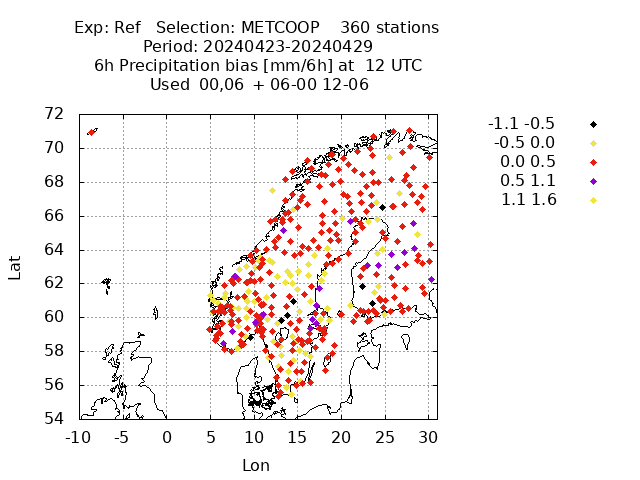 Exp: Ref   Selection: METCOOP    360 stations
Period: 20240423-20240429
6h Precipitation bias [mm/6h] at  12 UTC
Used  00,06  + 06-00 12-06
-1.1 -0.5
-0.5 0.0
0.0 0.5
0.5 1.1
1.1 1.6
72
70
68
66
64
62
60
58
56
54
Lat
-10 -5 0 5 10 15 20 25 30
Lon